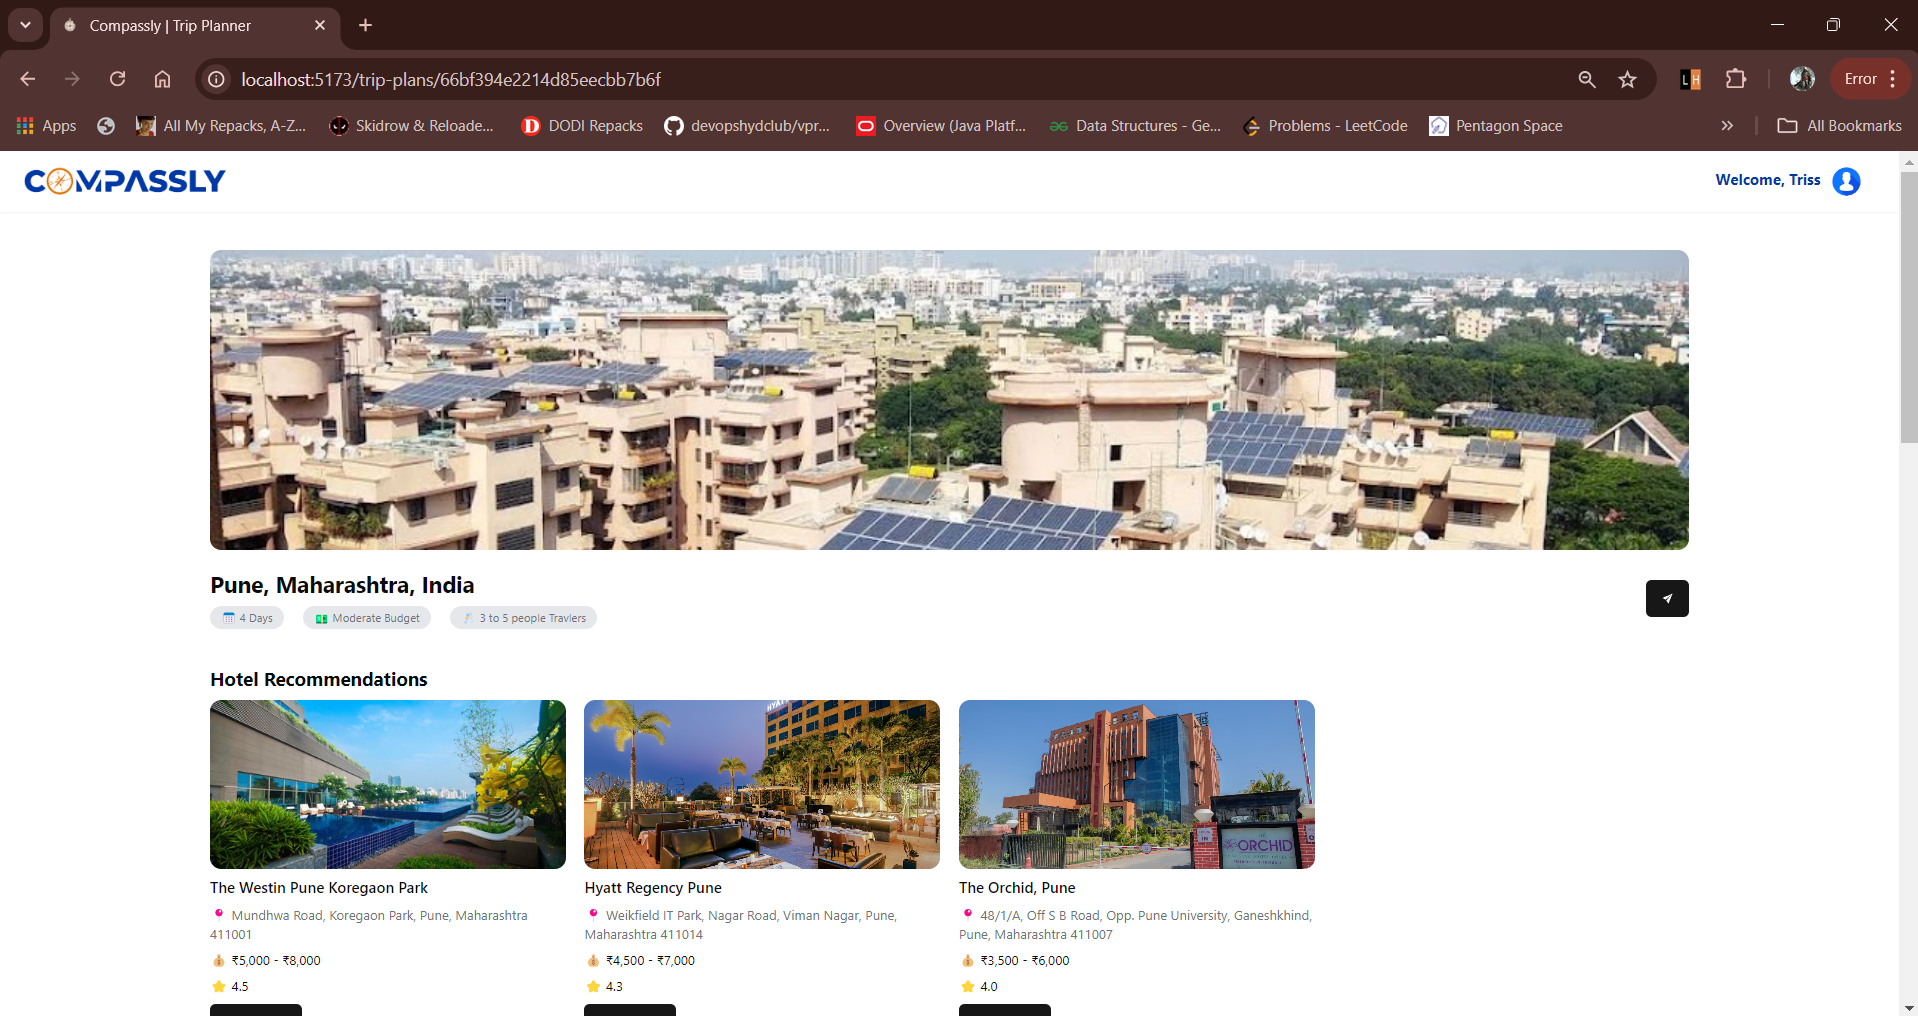 Compassly | Trip Planner
localhost:5173/trip-plans/66bf394e2214d85eecbb7b6f
Error
Apps
All My Repacks, A-Z...
Skidrow & Reloade...
DODI Repacks
devopshydclub/vpr...
Overview (Java Platf...
Data Structures - Ge...
Problems - LeetCode
Pentagon Space
All Bookmarks
COMPASSLY
Welcome, Triss
Pune, Maharashtra, India
4 Days
Moderate Budget
3 to 5 people Travlers
Hotel Recommendations
HYATT
ORCHID
The Westin Pune Koregaon Park
Mundhwa Road, Koregaon Park, Pune, Maharashtra
411001
₹5,000 - ₹8,000
4.5
Hyatt Regency Pune
Weikfield IT Park, Nagar Road, Viman Nagar, Pune,
Maharashtra 411014
₹4,500 - ₹7,000
4.3
The Orchid, Pune
48/1/A, Off S B Road, Opp. Pune University, Ganeshkhind,
Pune, Maharashtra 411007
₹3,500 - ₹6,000
4.0